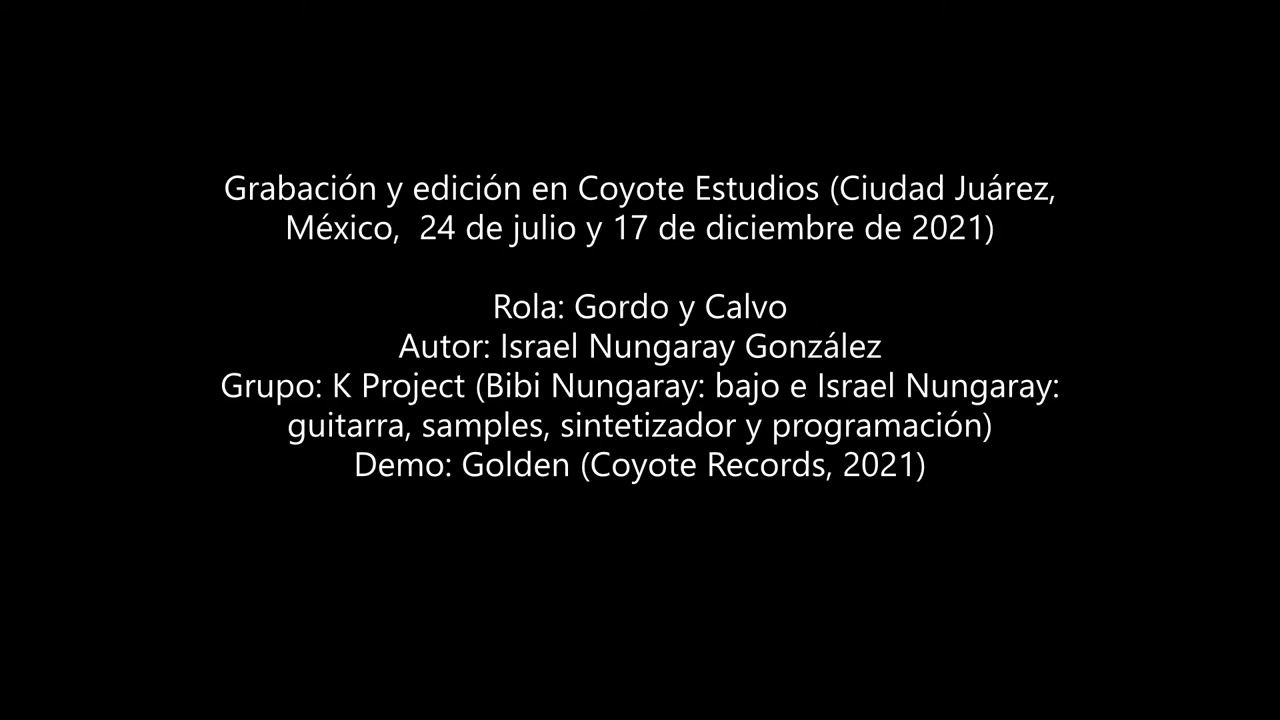 Grabación y edición en Coyote Estudios (Ciudad Juárez,
México,  24 de julio y 17 de diciembre de 2021)
Rola: Gordo y Calvo
Autor: Israel Nungaray González
Grupo: K Project (Bibi Nungaray: bajo e Israel Nungaray:
guitarra, samples, sintetizador y programación)
Demo: Golden (Coyote Records, 2021)